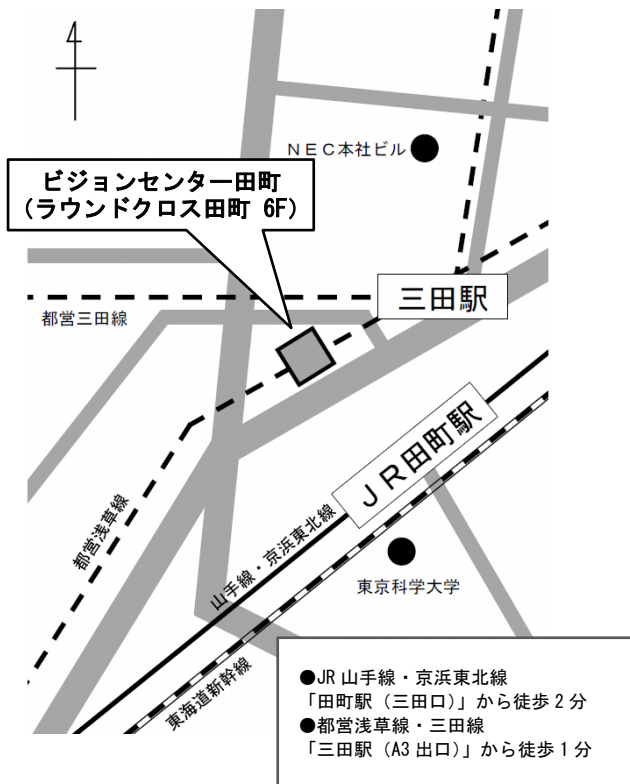 4
NEC本社ビル
ビジョンセンター田町
(ラウンドクロス田町 6F)
三田駅
都営三田線
JR田町駅
都営浅草線
山手線・京浜東北線
東京科学大学
東海道新幹線
●JR 山手線・京浜東北線
「田町駅(三田口)」から徒歩 2 分
●都営浅草線・三田線
「三田駅(A3 出口)」から徒歩 1 分